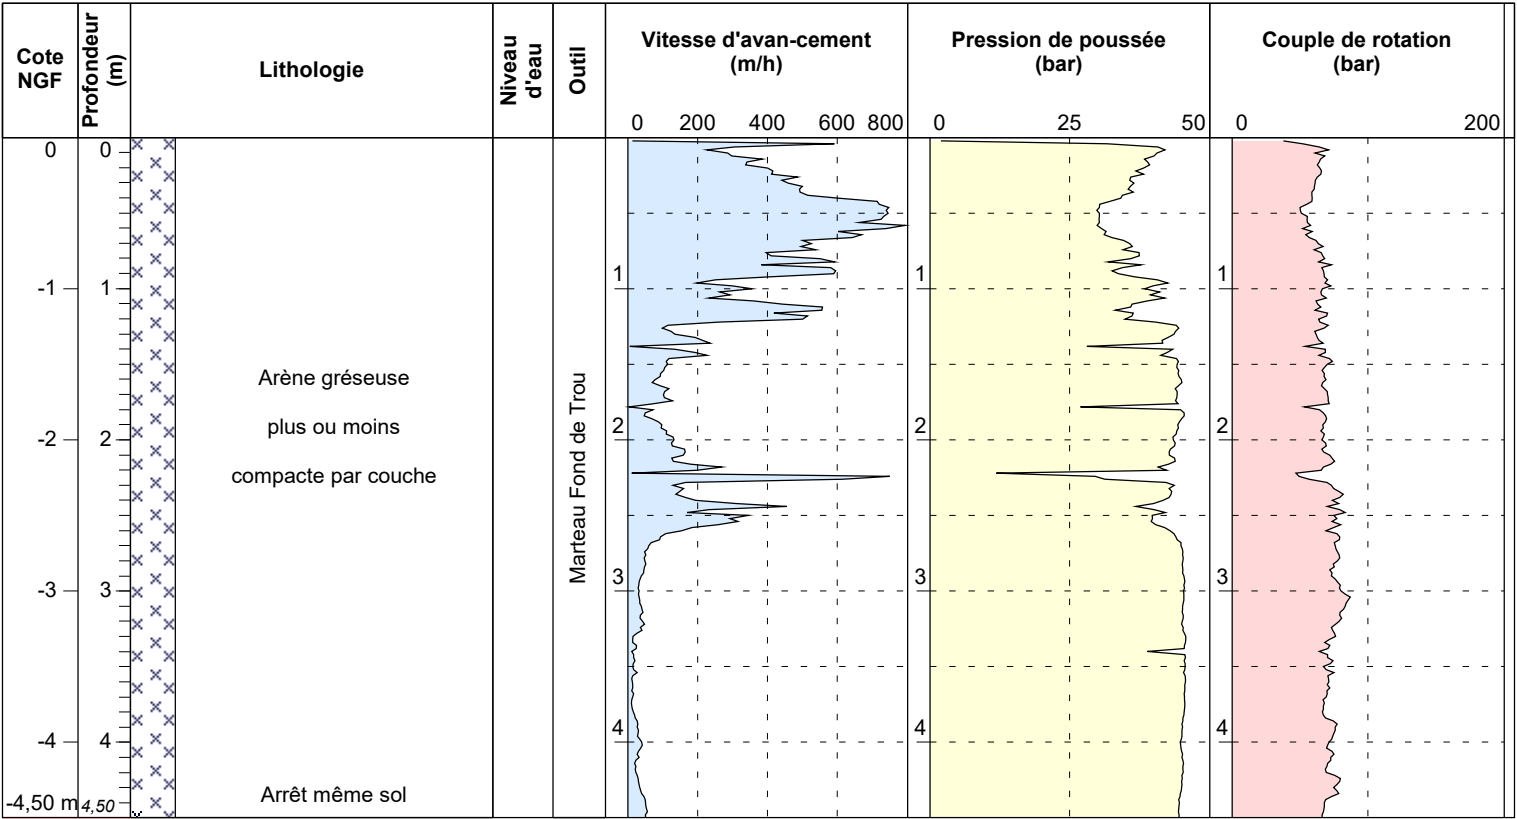 Cote
NGF
Profondeur
(m)
Lithologie
Niveau
d'eau
Outil
Vitesse d'avan-cement
(m/h)
0 200 400 600 800
Pression de poussée
(bar)
0 25 50
Couple de rotation
(bar)
0 200
0 0
-1 1 1 1 1
Arène gréseuse
plus ou moins
compacte par couche
Marteau Fond de Trou
2 2 2 2
-2
-3 3 3 3 3
-4 4 4 4 4
-4,50 m 4,50
Arrêt même sol